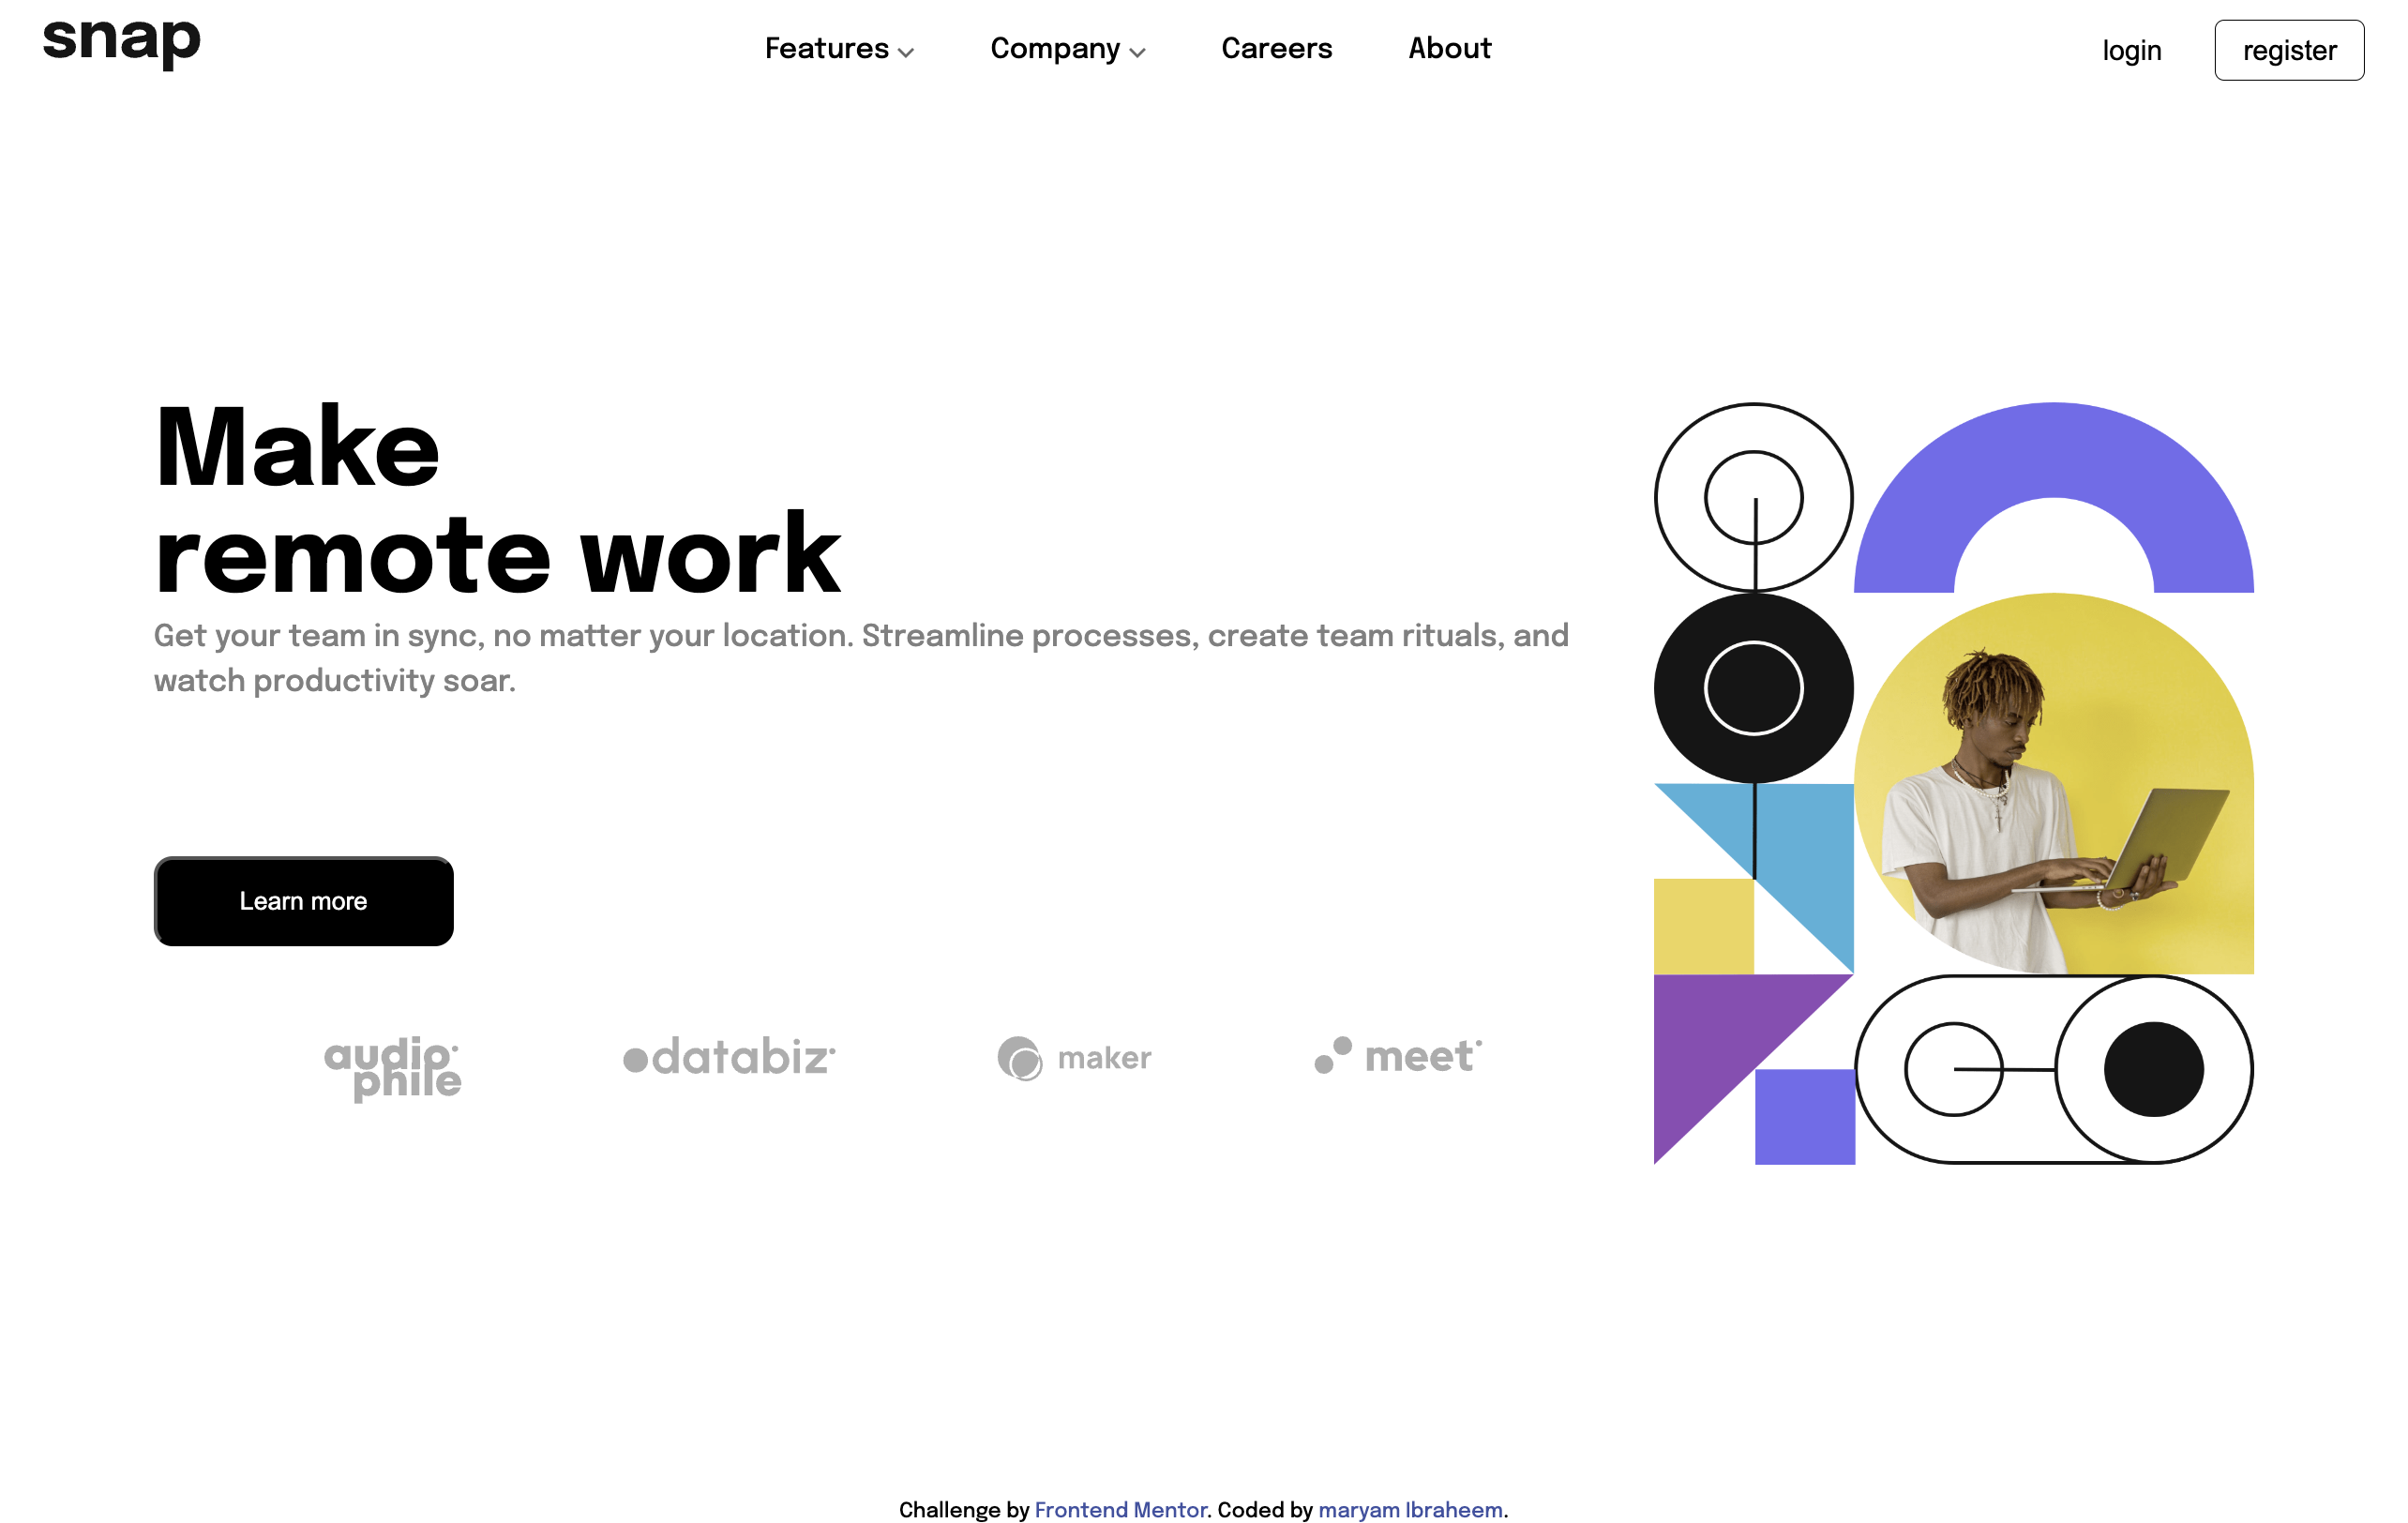 snap
Features
Company
Careers
About
login
register
Make
remote work
Get your team in sync, no matter your location. Streamline processes, create team rituals, and
watch productivity soar.
Learn more
audio
phile
databiz
maker
meet
Challenge by Frontend Mentor. Coded by maryam Ibraheem.